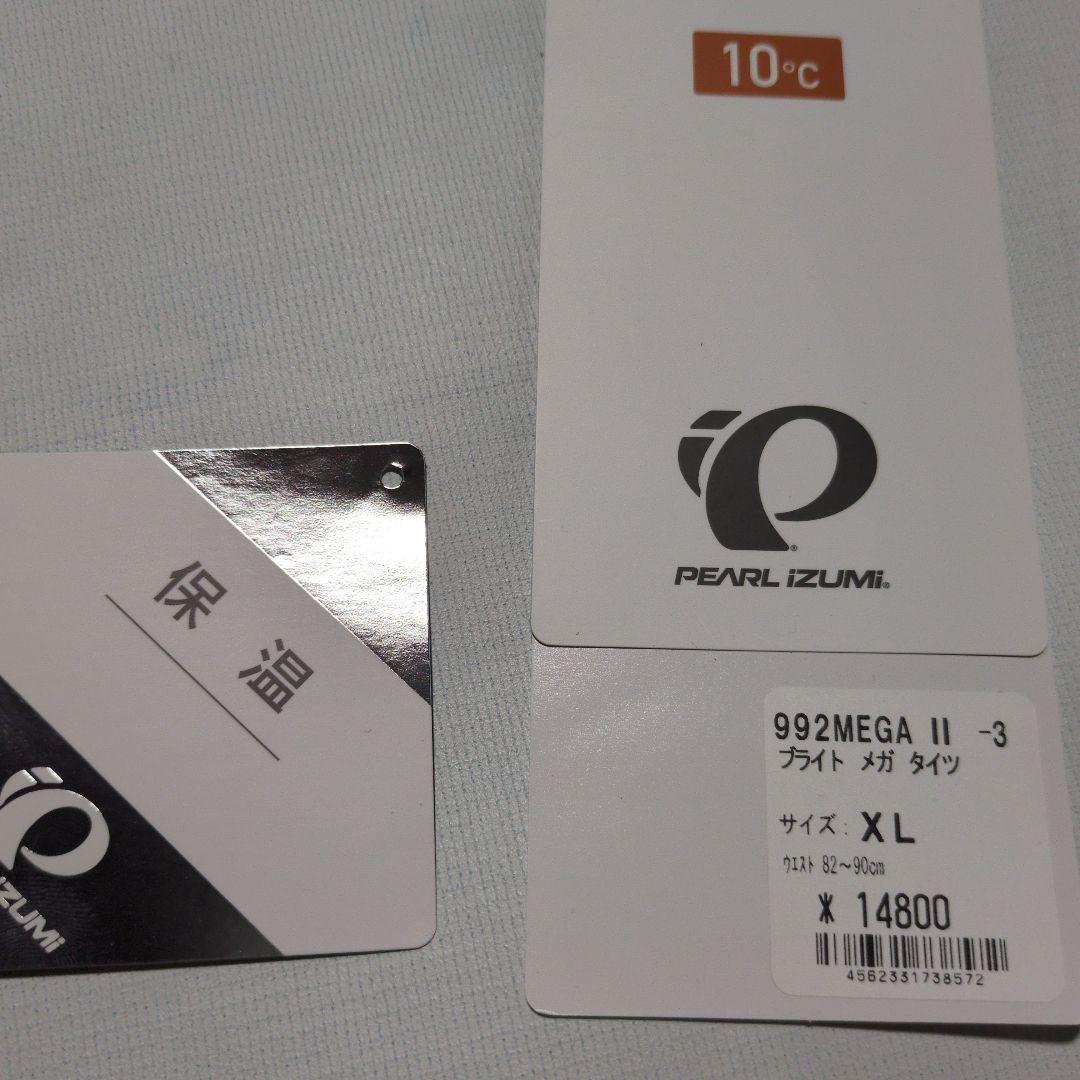 10℃
PEARL iZUMi®
保温
iZUMi
992MEGA II -3
ブライト メガ タイツ
サイズ: XL
ウエスト 82～90cm
¥ 14800
4562331738572